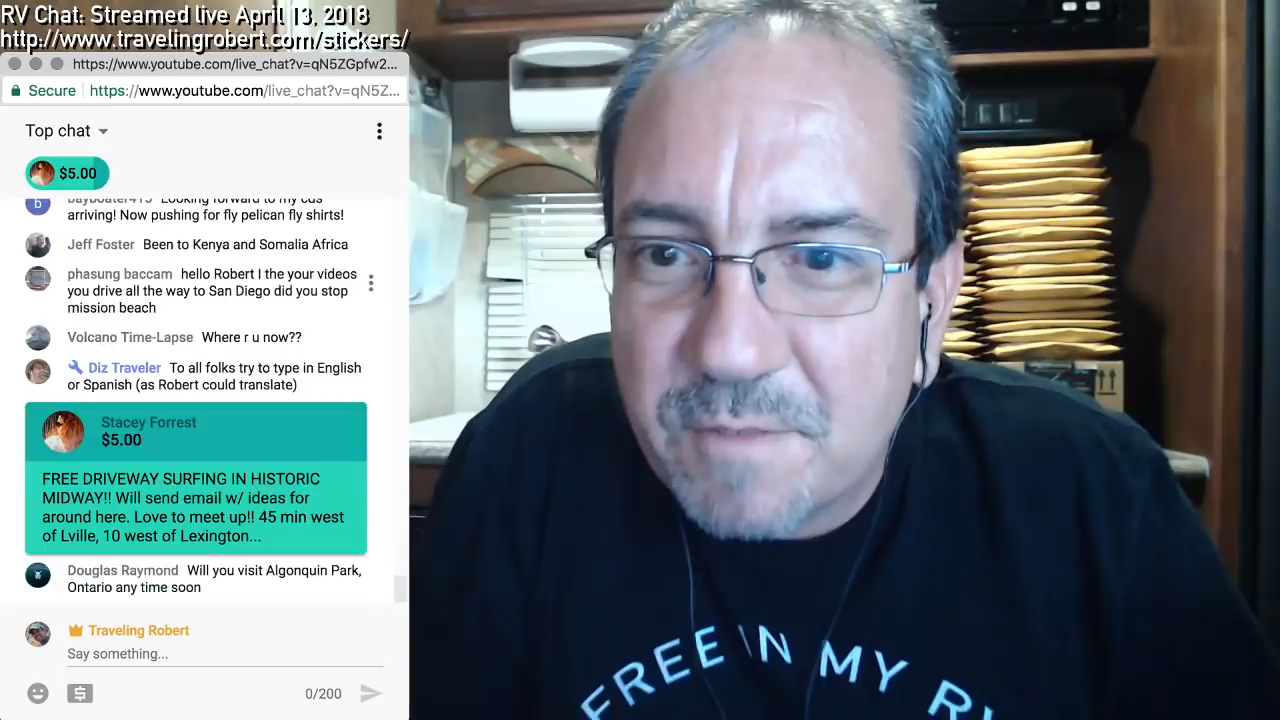 RV Chat: Streamed live April 13, 2018
http://www.travelingrobert.com/stickers/
https://www.youtube.com/live_chat?v=qN5ZGpfw2...
Secure https://www.youtube.com/live_chat?v=qN5Z...
Top chat
$5.00
b bayboater415 Looking forward to my cds
arriving! Now pushing for fly pelican fly shirts!
Jeff Foster Been to Kenya and Somalia Africa
phasung baccam hello Robert I the your videos
you drive all the way to San Diego did you stop
mission beach
Volcano Time-Lapse Where r u now??
Diz Traveler To all folks try to type in English
or Spanish (as Robert could translate)
Stacey Forrest
$5.00
FREE DRIVEWAY SURFING IN HISTORIC
MIDWAY!! Will send email w/ ideas for
around here. Love to meet up!! 45 min west
of Lville, 10 west of Lexington...
Douglas Raymond Will you visit Algonquin Park,
Ontario any time soon
Traveling Robert
Say something...
0/200
FREE IN MY RV